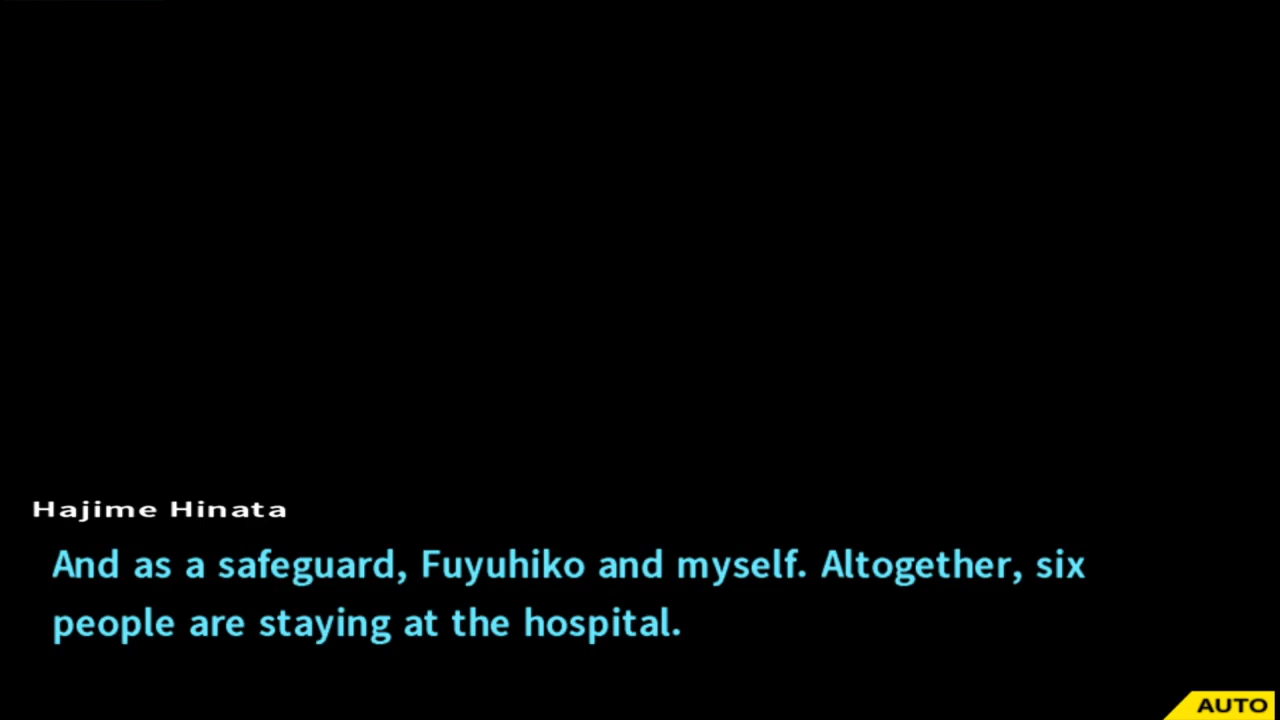 Hajime Hinata
And as a safeguard, Fuyuhiko and myself. Altogether, six
people are staying at the hospital.
AUTO